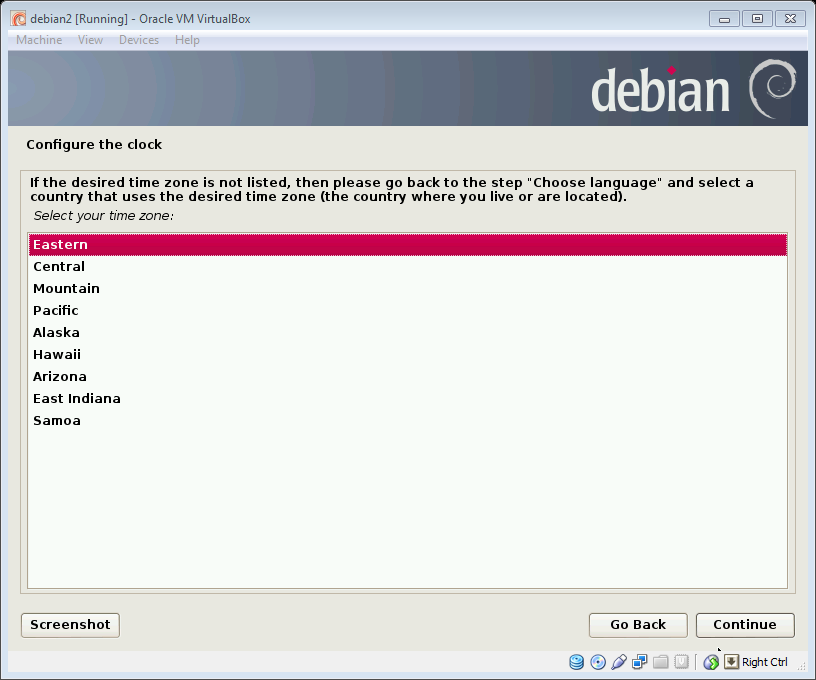 debian2 [Running] - Oracle VM VirtualBox
Machine View Devices Help
debian
Configure the clock
If the desired time zone is not listed, then please go back to the step "Choose language" and select a
country that uses the desired time zone (the country where you live or are located).
Select your time zone:
Eastern
Central
Mountain
Pacific
Alaska
Hawaii
Arizona
East Indiana
Samoa
Screenshot Go Back Continue
Right Ctrl